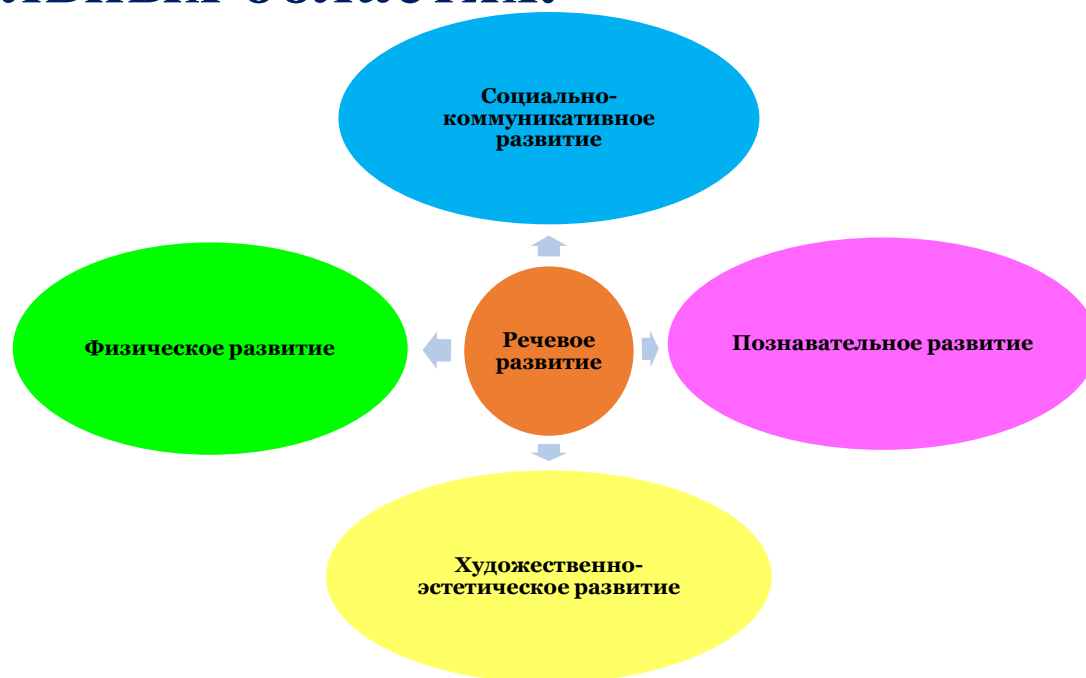 Социально-
коммуникативное
развитие
Физическое развитие
Речевое
развитие
Познавательное развитие
Художественно-
эстетическое развитие